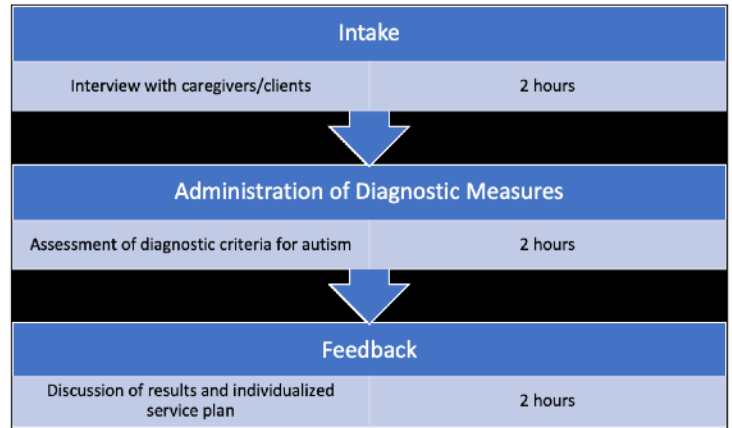 Intake
Interview with caregivers/clients
2 hours
Administration of Diagnostic Measures
Assessment of diagnostic criteria for autism
2 hours
Feedback
Discussion of results and individualized
service plan
2 hours